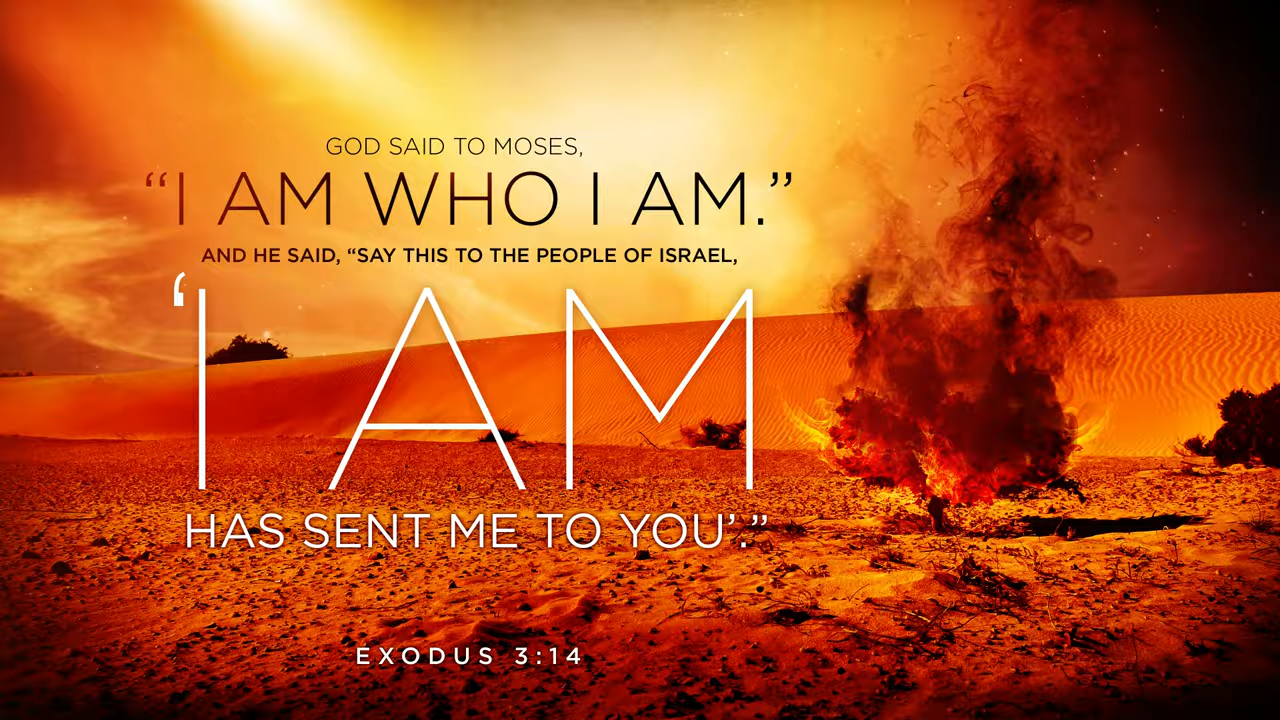 GOD SAID TO MOSES,
“I AM WHO I AM.”
AND HE SAID, “SAY THIS TO THE PEOPLE OF ISRAEL,
‘I AM
HAS SENT ME TO YOU’.”
EXODUS 3:14